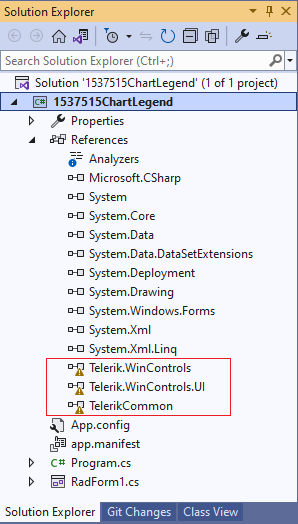 Solution Explorer
Search Solution Explorer (Ctrl+;)
Solution '1537515ChartLegend' (1 of 1 project)
C# 1537515ChartLegend
Properties
References
Analyzers
Microsoft.CSharp
System
System.Core
System.Data
System.Data.DataSetExtensions
System.Deployment
System.Drawing
System.Windows.Forms
System.Xml
System.Xml.Linq
Telerik.WinControls
Telerik.WinControls.UI
TelerikCommon
App.config
app.manifest
C# Program.cs
RadForm1.cs
Solution Explorer Git Changes Class View